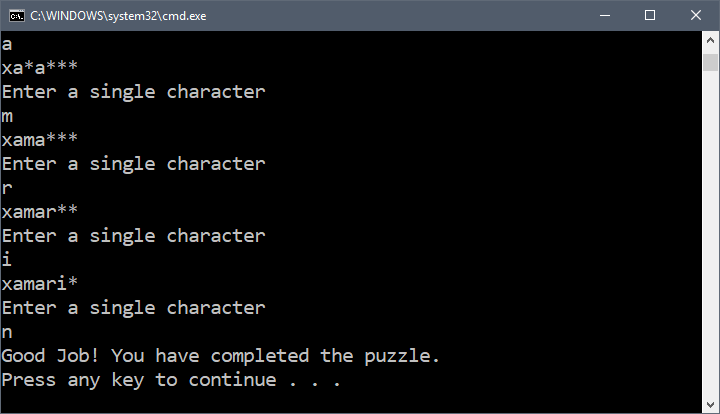 C:\WINDOWS\system32\cmd.exe
a
xa*a***
Enter a single character
m
xama***
Enter a single character
r
xamar**
Enter a single character
i
xamari*
Enter a single character
n
Good Job! You have completed the puzzle.
Press any key to continue . . .